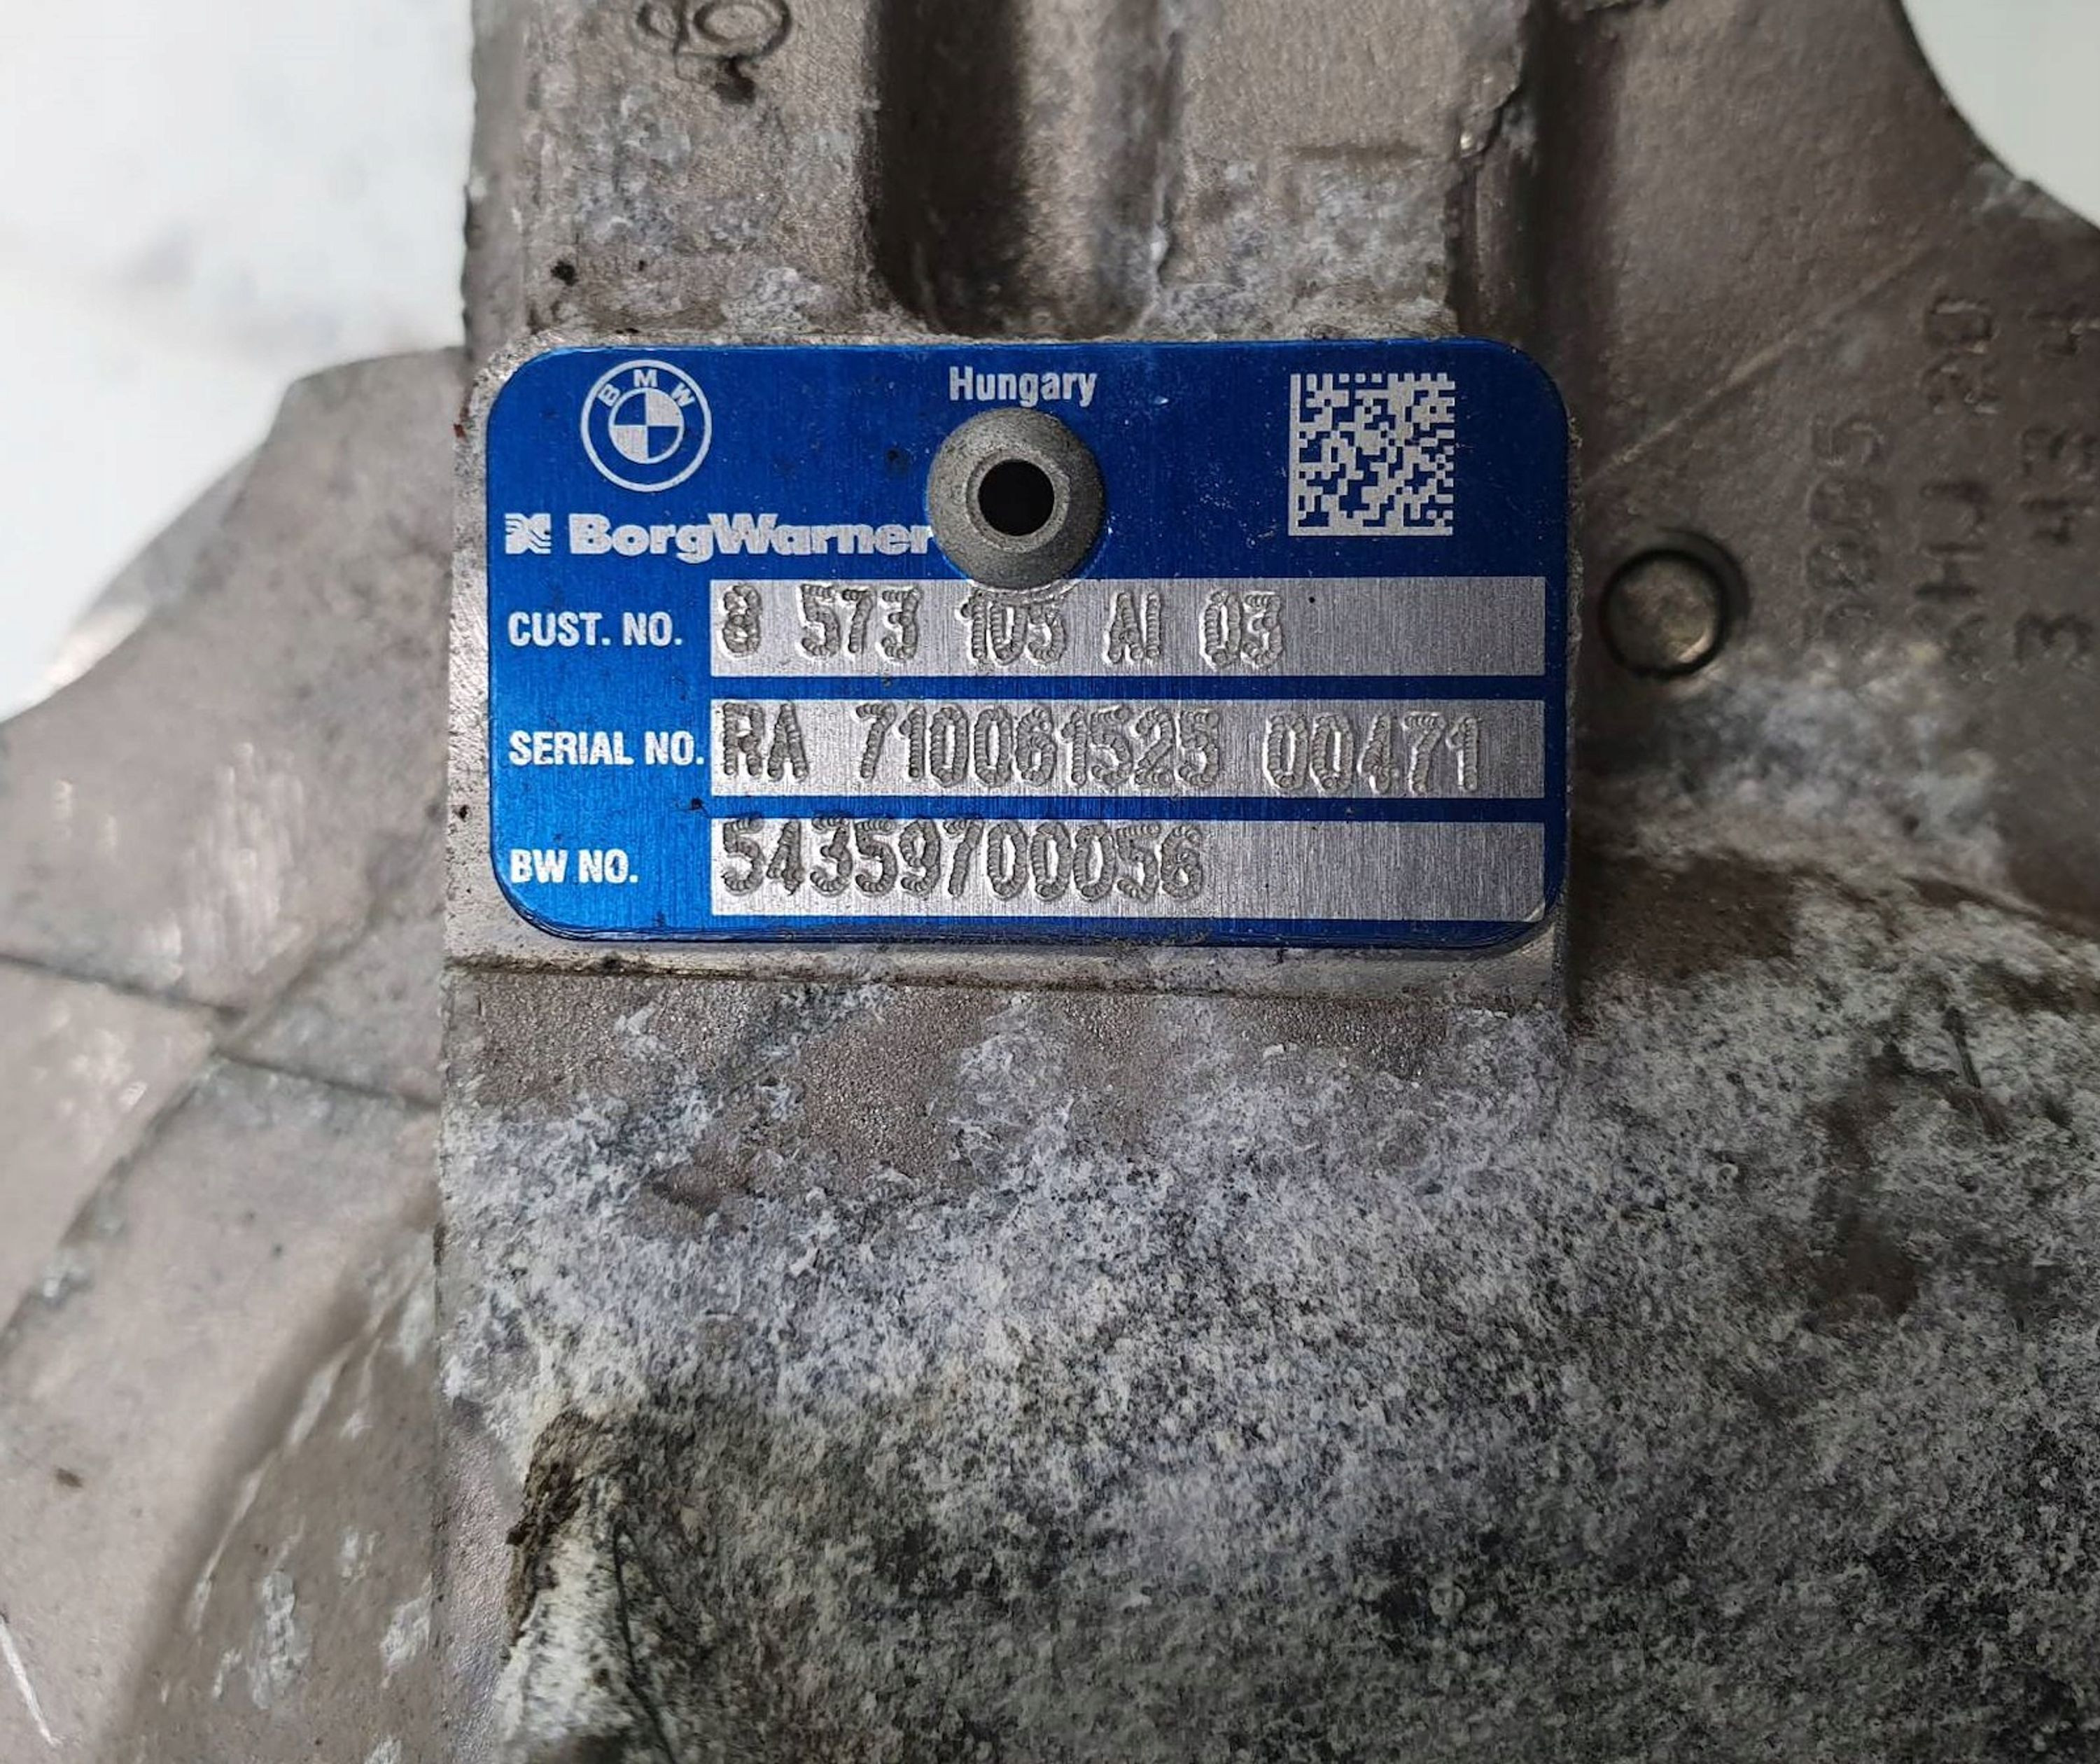 BMW
Hungary
BorgWarner
CUST. NO. 8 573 105 AI 03
SERIAL NO. RA 710061525 00471
BW NO. 54359700056